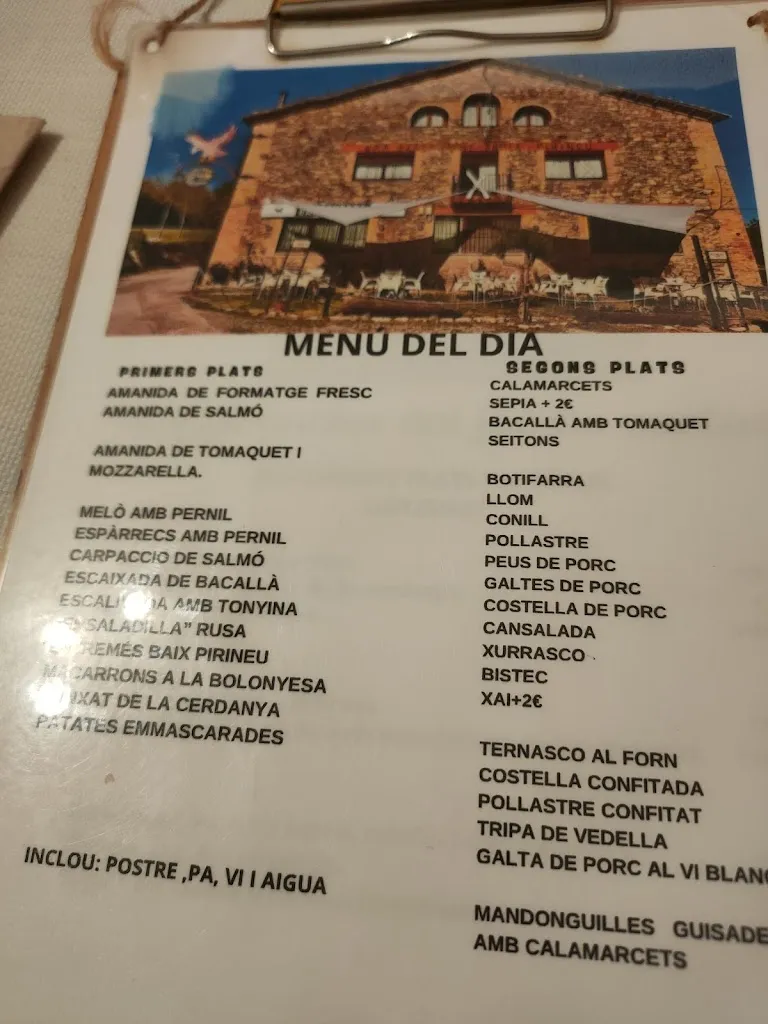 MENÚ DEL DIA
PRIMERS PLATS
AMANIDA DE FORMATGE FRESC
AMANIDA DE SALMÓ
AMANIDA DE TOMAQUET I
MOZZARELLA.
MELÒ AMB PERNIL
ESPÀRRECS AMB PERNIL
CARPACCIO DE SALMÓ
ESCAIXADA DE BACALLÀ
AMB TONYINA
RUSA
BAIX PIRINEU
MACARRONS A LA BOLONYESA
DE LA CERDANYA
PATATES EMMASCARADES
INCLOU: POSTRE ,PA, VI I AIGUA
SEGONS PLATS
CALAMARCETS
SEPIA + 2€
BACALLÀ AMB TOMAQUET
SEITONS
BOTIFARRA
LLOM
CONILL
POLLASTRE
PEUS DE PORC
GALTES DE PORC
COSTELLA DE PORC
CANSALADA
XURRASCO
BISTEC
XAI+2€
TERNASCO AL FORN
COSTELLA CONFITADA
POLLASTRE CONFITAT
TRIPA DE VEDELLA
GALTA DE PORC AL VI
MANDONGUILLES
AMB CALAMARCETS